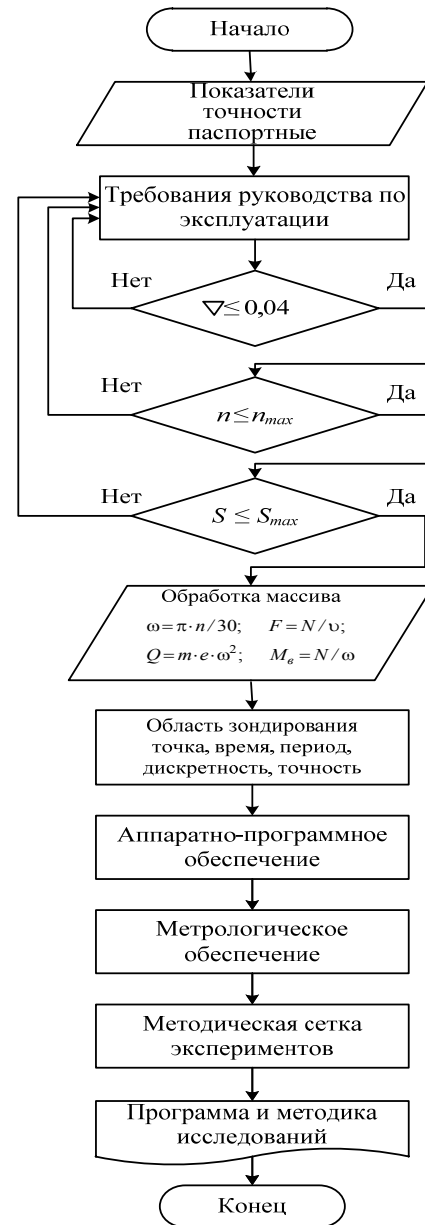 Начало
Показатели
точности
паспортные
Требования руководства по
эксплуатации
Нет
Да
▽≤ 0,04
Нет
Да
n≤nmax
Нет
Да
S ≤ Smax
Обработка массива
ω=π·n/30; F=N/υ;
Q=m·e·ω²; Mв=N/ω
Область зондирования
точка, время, период,
дискретность, точность
Аппаратно-программное
обеспечение
Метрологическое
обеспечение
Методическая сетка
экспериментов
Программа и методика
исследований
Конец